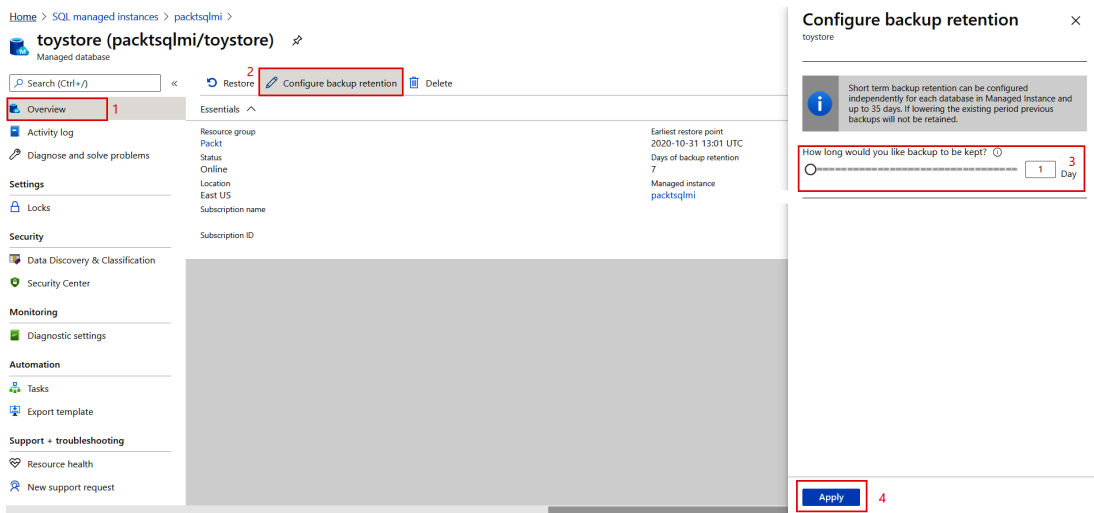 Home > SQL managed instances > packtsqlmi >
toystore (packtsqlmi/toystore)
Managed database
Search (Ctrl+/)
«
Overview
1
Activity log
Diagnose and solve problems
Settings
Locks
Security
Data Discovery & Classification
Security Center
Monitoring
Diagnostic settings
Automation
Tasks
Export template
Support + troubleshooting
Resource health
New support request
2
Restore Configure backup retention Delete
Essentials
Resource group
Packt
Status
Online
Location
East US
Subscription name
Subscription ID
Earliest restore point
2020-10-31 13:01 UTC
Days of backup retention
7
Managed instance
packtsqlmi
Configure backup retention
toystore
Short term backup retention can be configured
independently for each database in Managed Instance and
up to 35 days. If lowering the existing period previous
backups will not be retained.
How long would you like backup to be kept?
3
1
Day
Apply
4